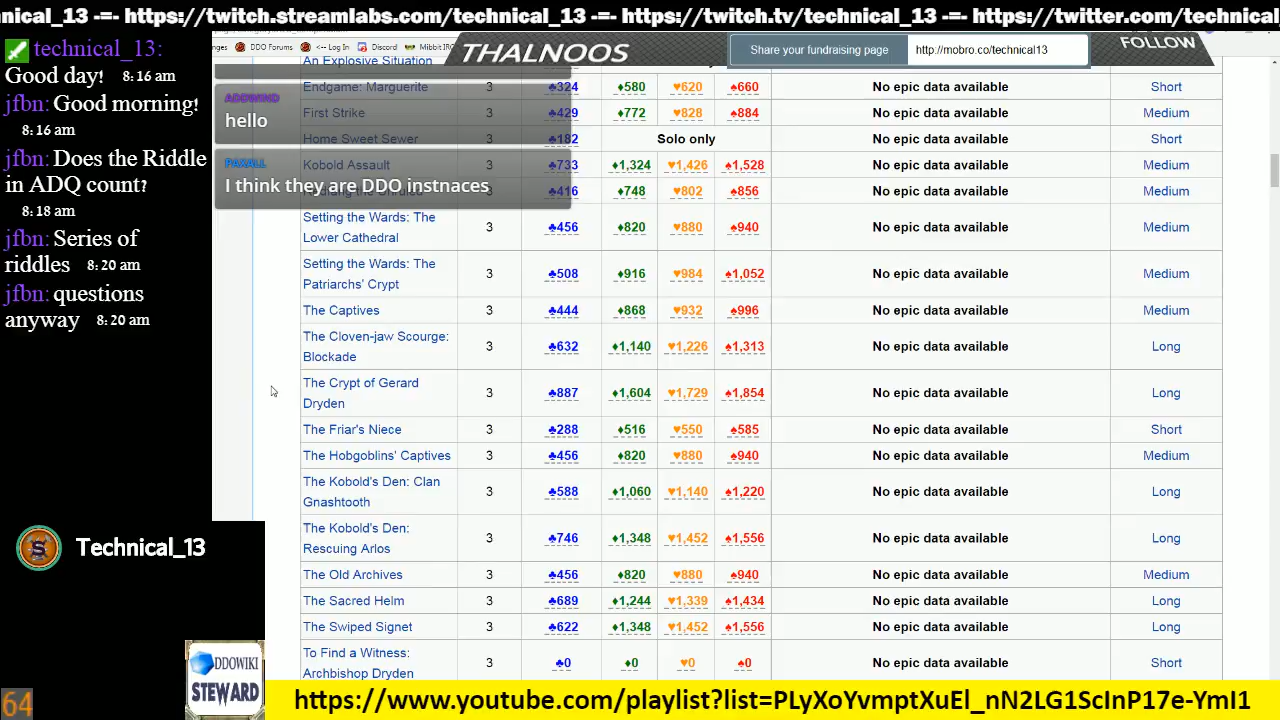 nical_13 -=- https://twitch.streamlabs.com/technical_13 -=- https://twitch.tv/technical_13 -=- https://twitter.com/technical
technical_13:
Good day! 8:16 am
jfbn: Good morning!
8:16 am
jfbn: Does the Riddle
in ADQ count?
8:18 am
jfbn: Series of
riddles 8:20 am
jfbn: questions
anyway 8:20 am
nges DDO Forums <-- Log In Discord Mibbit IR
THALNOOS
Share your fundraising page http://mobro.co/technical13
FOLLOW
ADDWIND
hello
PARALL
I think they are DDO instnaces
An Explosive Situation
Endgame: Marguerite 3 ♣324 ♦580 ♥620 ♠660 No epic data available Short
First Strike 3 ♣429 ♦772 ♥828 ♠884 No epic data available Medium
Home Sweet Sewer 3 ♣182 Solo only No epic data available Short
Kobold Assault 3 ♣733 ♦1,324 ♥1,426 ♠1,528 No epic data available Medium
3 ♣416 ♦748 ♥802 ♠856 No epic data available Medium
Setting the Wards: The
Lower Cathedral 3 ♣456 ♦820 ♥880 ♠940 No epic data available Medium
Setting the Wards: The
Patriarchs' Crypt 3 ♣508 ♦916 ♥984 ♠1,052 No epic data available Medium
The Captives 3 ♣444 ♦868 ♥932 ♠996 No epic data available Medium
The Cloven-jaw Scourge:
Blockade 3 ♣632 ♦1,140 ♥1,226 ♠1,313 No epic data available Long
The Crypt of Gerard
Dryden 3 ♣887 ♦1,604 ♥1,729 ♠1,854 No epic data available Long
The Friar's Niece 3 ♣288 ♦516 ♥550 ♠585 No epic data available Short
The Hobgoblins' Captives 3 ♣456 ♦820 ♥880 ♠940 No epic data available Medium
The Kobold's Den: Clan
Gnashtooth 3 ♣588 ♦1,060 ♥1,140 ♠1,220 No epic data available Long
The Kobold's Den:
Rescuing Arlos 3 ♣746 ♦1,348 ♥1,452 ♠1,556 No epic data available Long
The Old Archives 3 ♣456 ♦820 ♥880 ♠940 No epic data available Medium
The Sacred Helm 3 ♣689 ♦1,244 ♥1,339 ♠1,434 No epic data available Long
The Swiped Signet 3 ♣622 ♦1,348 ♥1,452 ♠1,556 No epic data available Long
To Find a Witness:
Archbishop Dryden 3 ♣0 ♦0 ♥0 ♠0 No epic data available Short
Technical_13
DDOWIKI
STEWARD
64
https://www.youtube.com/playlist?list=PLyXoYvmptXuEl_nN2LG1ScInP17e-YmI1